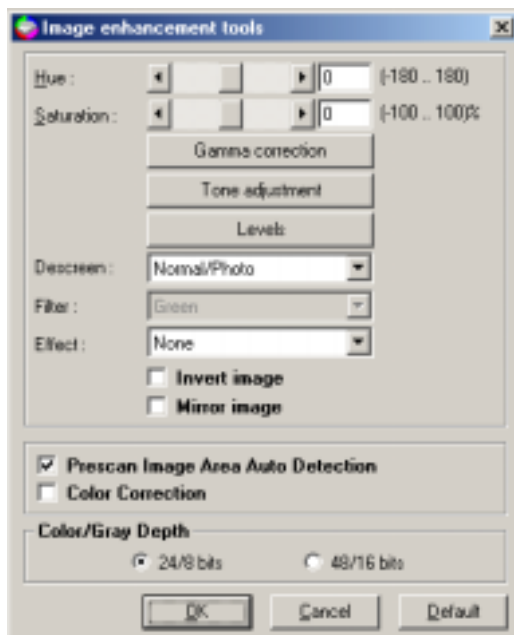 Image enhancement tools
Hue : 0 (-180 .. 180)
Saturation : 0 (-100 .. 100)%
Gamma correction
Tone adjustment
Levels
Descreen : Normal/Photo
Filter : Green
Effect : None
Invert image
Mirror image
Prescan Image Area Auto Detection
Color Correction
Color/Gray Depth
24/8 bits 48/16 bits
OK Cancel Default